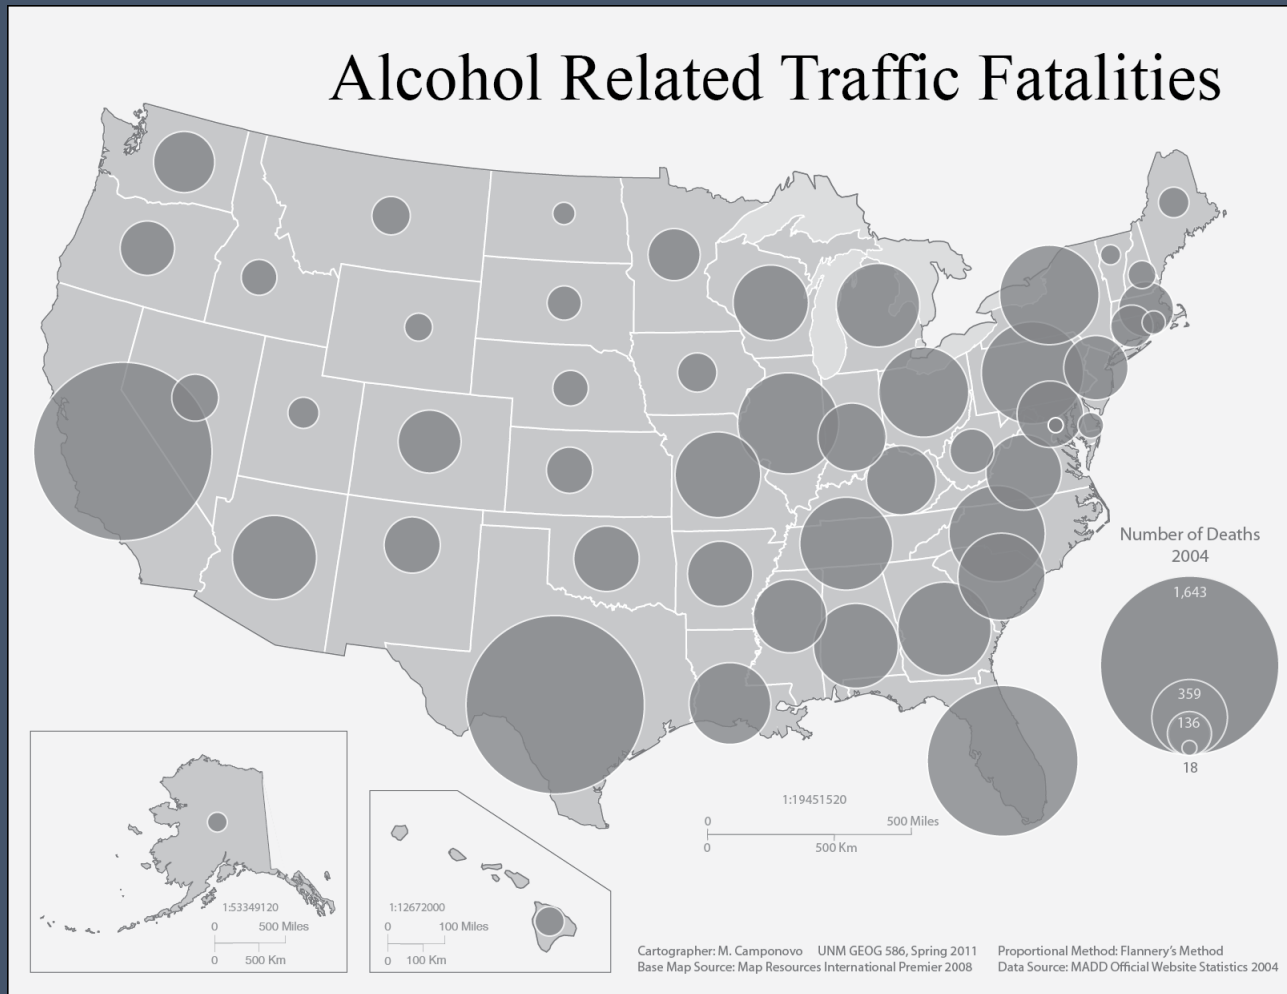 Alcohol Related Traffic Fatalities
Number of Deaths
2004
1,643
359
136
18
1:19451520
0 500 Miles
0 500 Km
1:53349120
0 500 Miles
0 500 Km
1:12672000
0 100 Miles
0 100 Km
Cartographer: M. Camponovo UNM GEOG 586, Spring 2011 Proportional Method: Flannery's Method
Base Map Source: Map Resources International Premier 2008 Data Source: MADD Official Website Statistics 2004